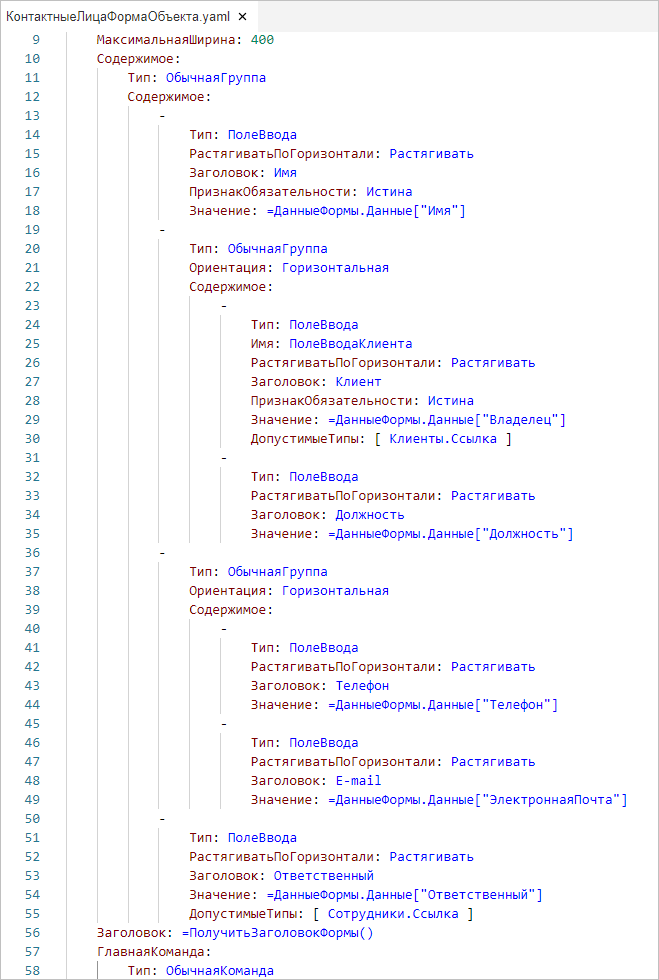 КонтактныеЛицаФормаОбъекта.yaml ×
9 МаксимальнаяШирина: 400
10 Содержимое:
11 Тип: ОбычнаяГруппа
12 Содержимое:
13 -
14 Тип: ПолеВвода
15 РастягиватьПоГоризонтали: Растягивать
16 Заголовок: Имя
17 ПризнакОбязательности: Истина
18 Значение: =ДанныеФормы.Данные["Имя"]
19 -
20 Тип: ОбычнаяГруппа
21 Ориентация: Горизонтальная
22 Содержимое:
23 -
24 Тип: ПолеВвода
25 Имя: ПолеВводаКлиента
26 РастягиватьПоГоризонтали: Растягивать
27 Заголовок: Клиент
28 ПризнакОбязательности: Истина
29 Значение: =ДанныеФормы.Данные["Владелец"]
30 ДопустимыеТипы: [ Клиенты.Ссылка ]
31 -
32 Тип: ПолеВвода
33 РастягиватьПоГоризонтали: Растягивать
34 Заголовок: Должность
35 Значение: =ДанныеФормы.Данные["Должность"]
36 -
37 Тип: ОбычнаяГруппа
38 Ориентация: Горизонтальная
39 Содержимое:
40 -
41 Тип: ПолеВвода
42 РастягиватьПоГоризонтали: Растягивать
43 Заголовок: Телефон
44 Значение: =ДанныеФормы.Данные["Телефон"]
45 -
46 Тип: ПолеВвода
47 РастягиватьПоГоризонтали: Растягивать
48 Заголовок: E-mail
49 Значение: =ДанныеФормы.Данные["ЭлектроннаяПочта"]
50 -
51 Тип: ПолеВвода
52 РастягиватьПоГоризонтали: Растягивать
53 Заголовок: Ответственный
54 Значение: =ДанныеФормы.Данные["Ответственный"]
55 ДопустимыеТипы: [ Сотрудники.Ссылка ]
56 Заголовок: =ПолучитьЗаголовокФормы()
57 ГлавнаяКоманда:
58 Тип: ОбычнаяКоманда